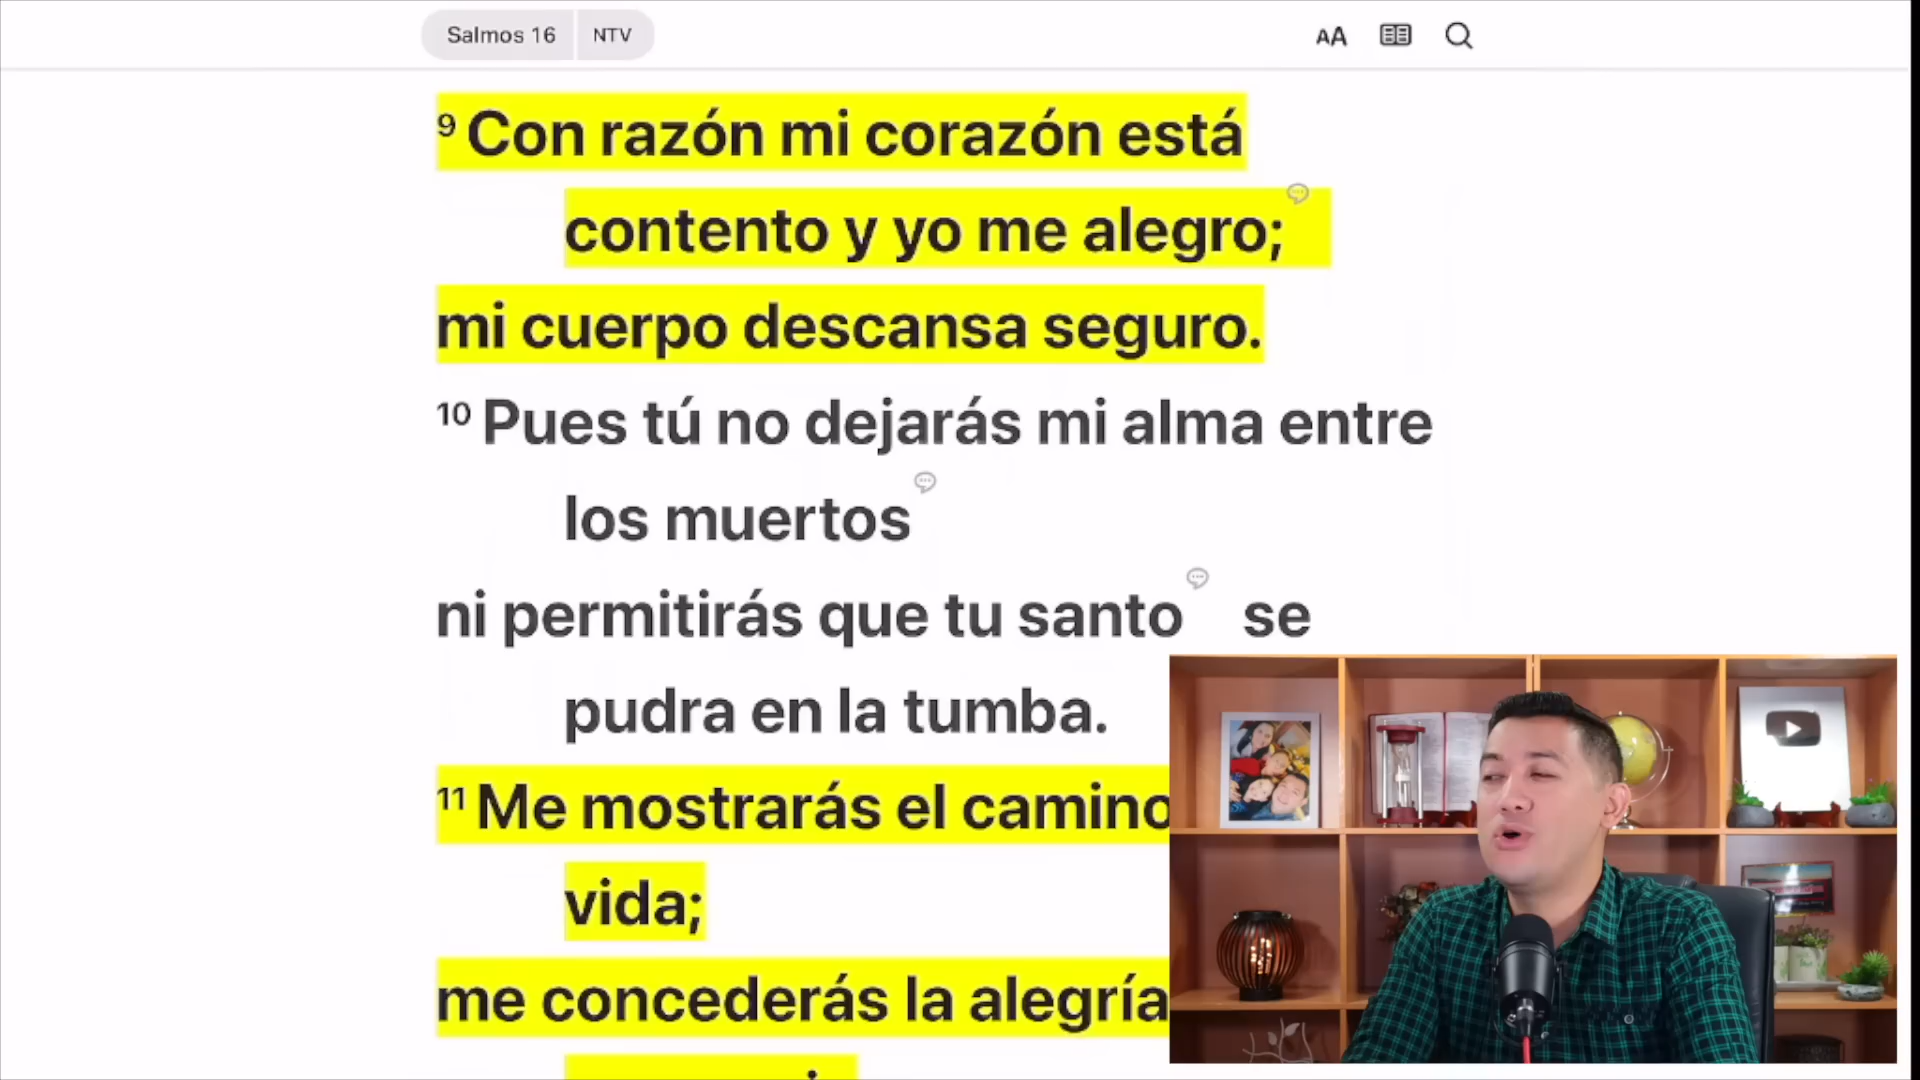 Salmos 16 NTV AA
9 Con razón mi corazón está
contento y yo me alegro;
mi cuerpo descansa seguro.
10 Pues tú no dejarás mi alma entre
los muertos
ni permitirás que tu santo se
pudra en la tumba.
11 Me mostrarás el camino
vida;
me concederás la alegría